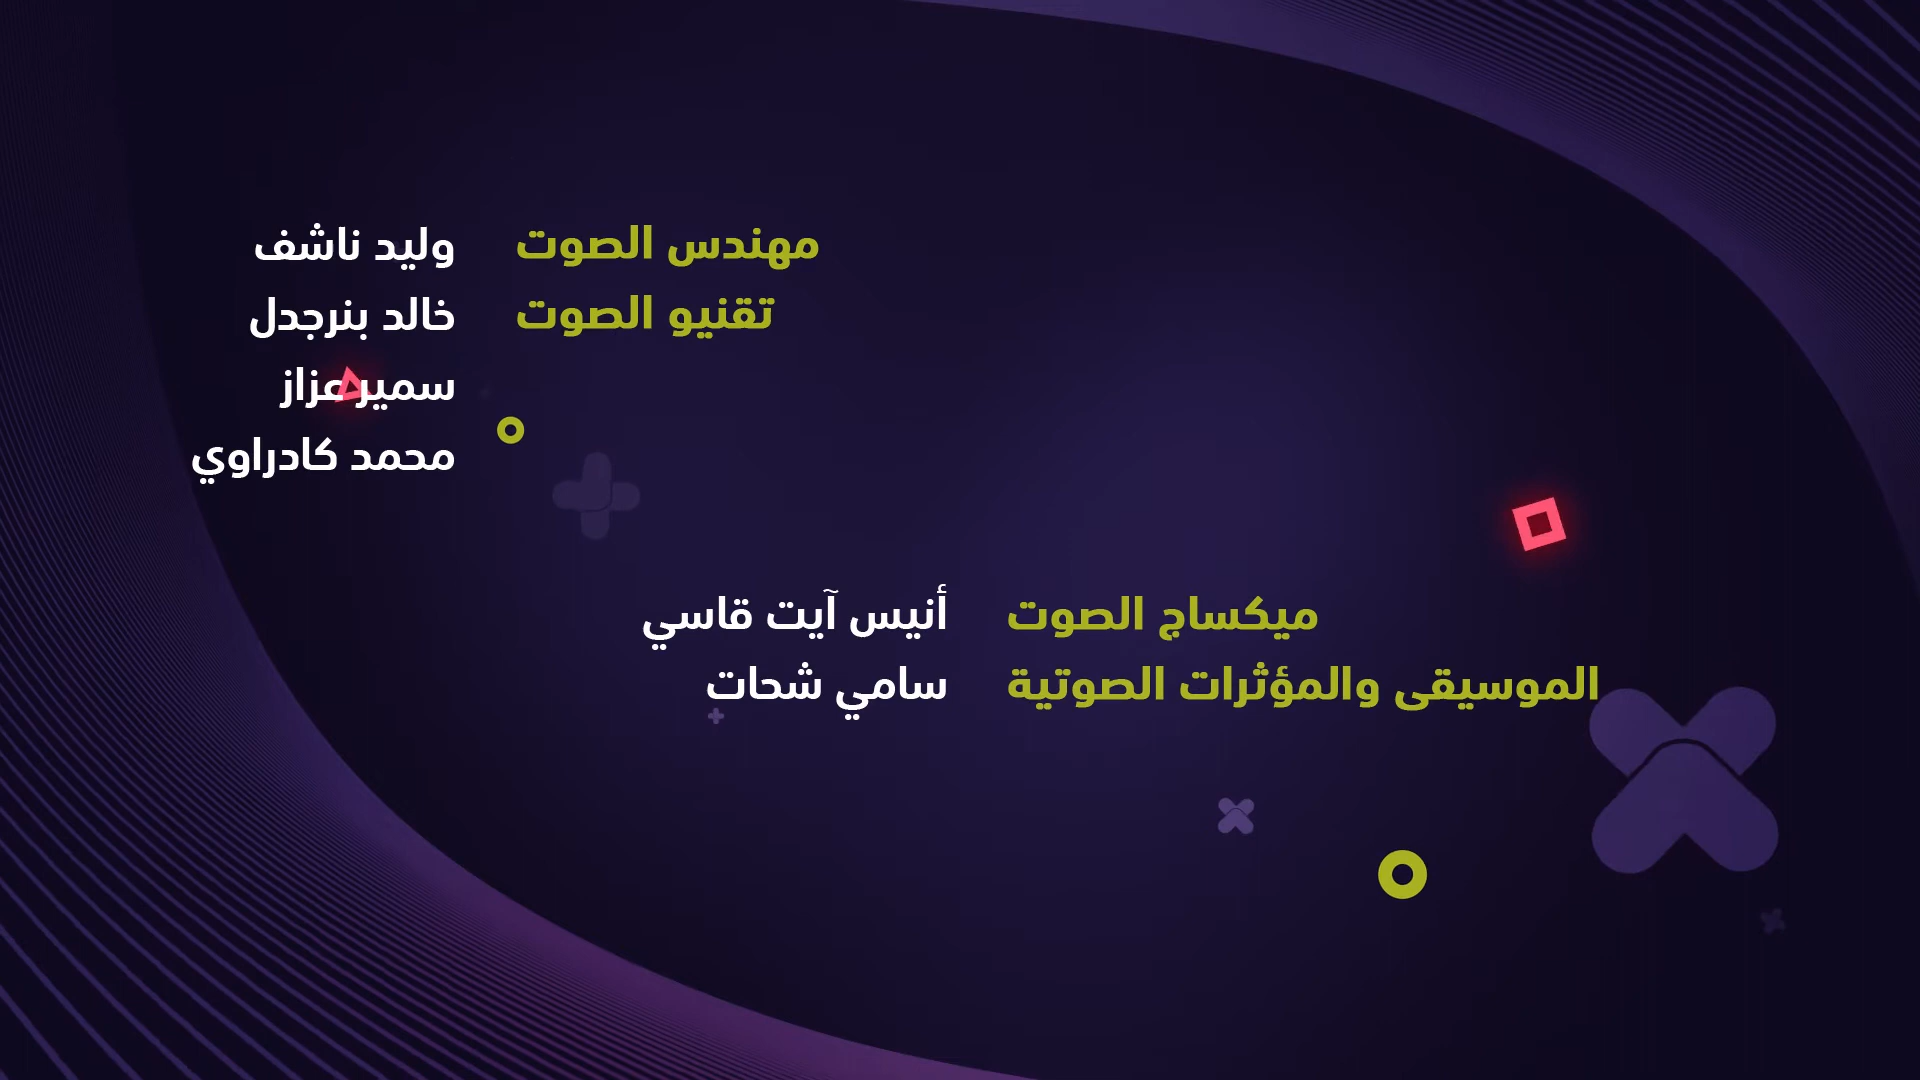 مهندس الصوت وليد ناشف
تقنيو الصوت خالد بنرجدل
سمير عزاز
محمد كادراوي
ميكساج الصوت أنيس آيت قاسي
الموسيقى والمؤثرات الصوتية سامي شحات